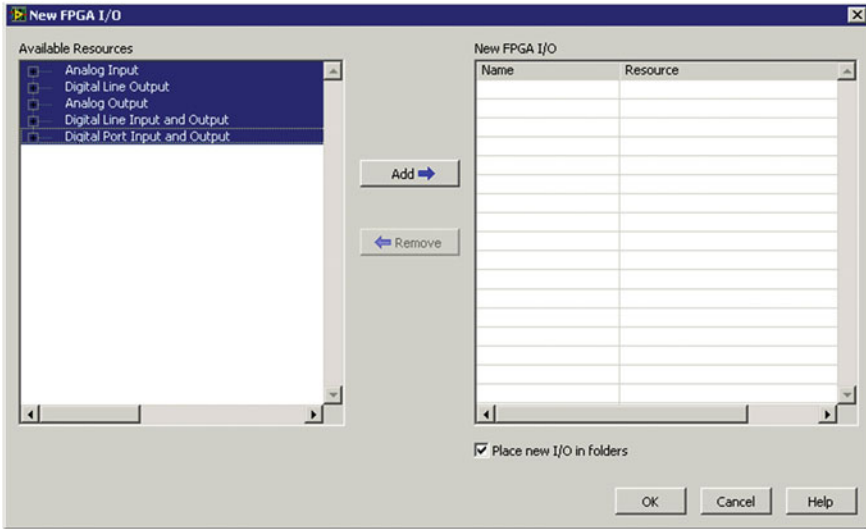 New FPGA I/O
Available Resources
Analog Input
Digital Line Output
Analog Output
Digital Line Input and Output
Digital Port Input and Output
Add
Remove
New FPGA I/O
Name Resource
Place new I/O in folders
OK Cancel Help